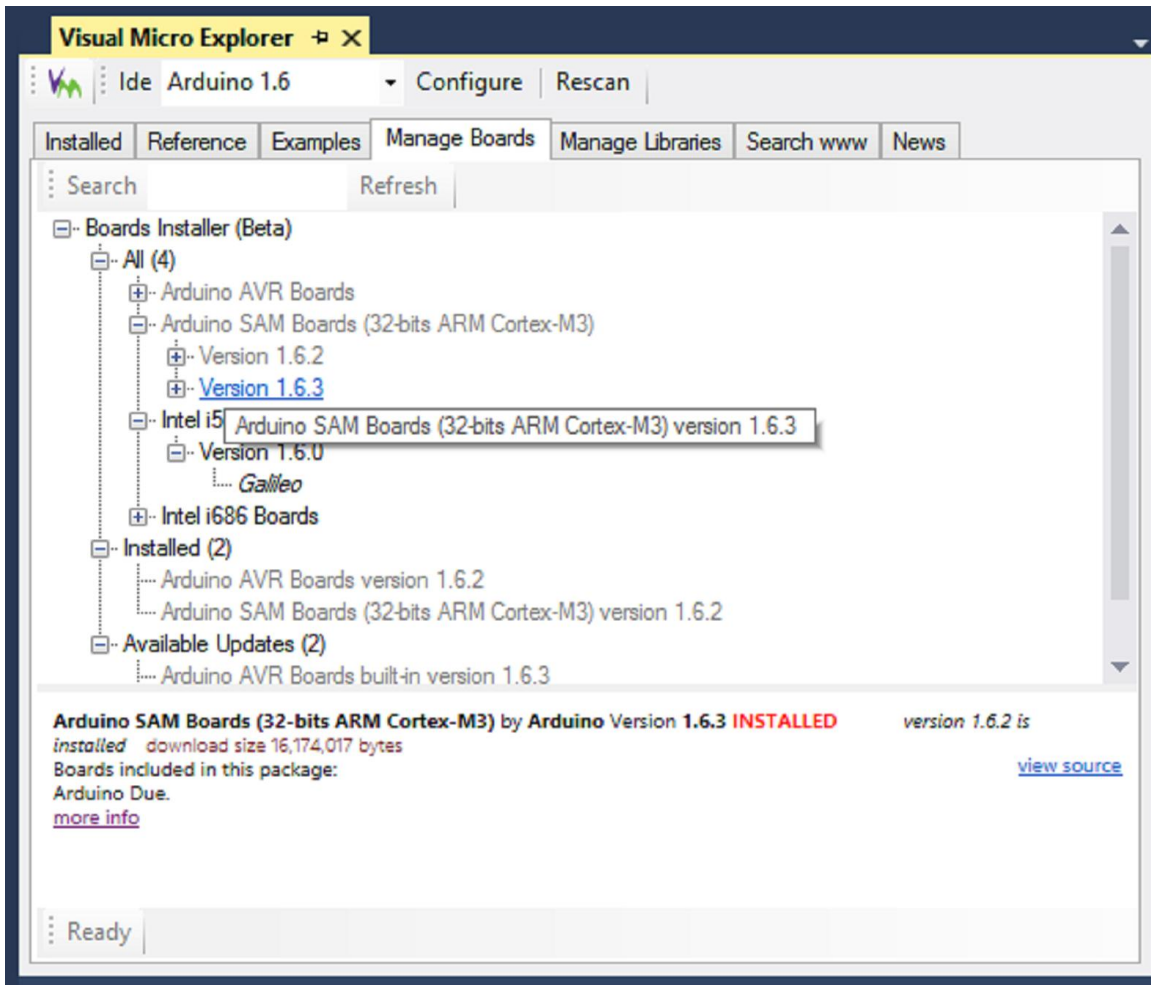 Visual Micro Explorer
Ide Arduino 1.6 Configure Rescan
Installed Reference Examples Manage Boards Manage Libraries Search www News
Search Refresh
Boards Installer (Beta)
All (4)
Arduino AVR Boards
Arduino SAM Boards (32-bits ARM Cortex-M3)
Version 1.6.2
Version 1.6.3
Intel i5
Arduino SAM Boards (32-bits ARM Cortex-M3) version 1.6.3
Version 1.6.0
Galileo
Intel i686 Boards
Installed (2)
Arduino AVR Boards version 1.6.2
Arduino SAM Boards (32-bits ARM Cortex-M3) version 1.6.2
Available Updates (2)
Arduino AVR Boards built-in version 1.6.3
Arduino SAM Boards (32-bits ARM Cortex-M3) by Arduino Version 1.6.3 INSTALLED version 1.6.2 is
installed download size 16,174,017 bytes
Boards included in this package: view source
Arduino Due.
more info
Ready